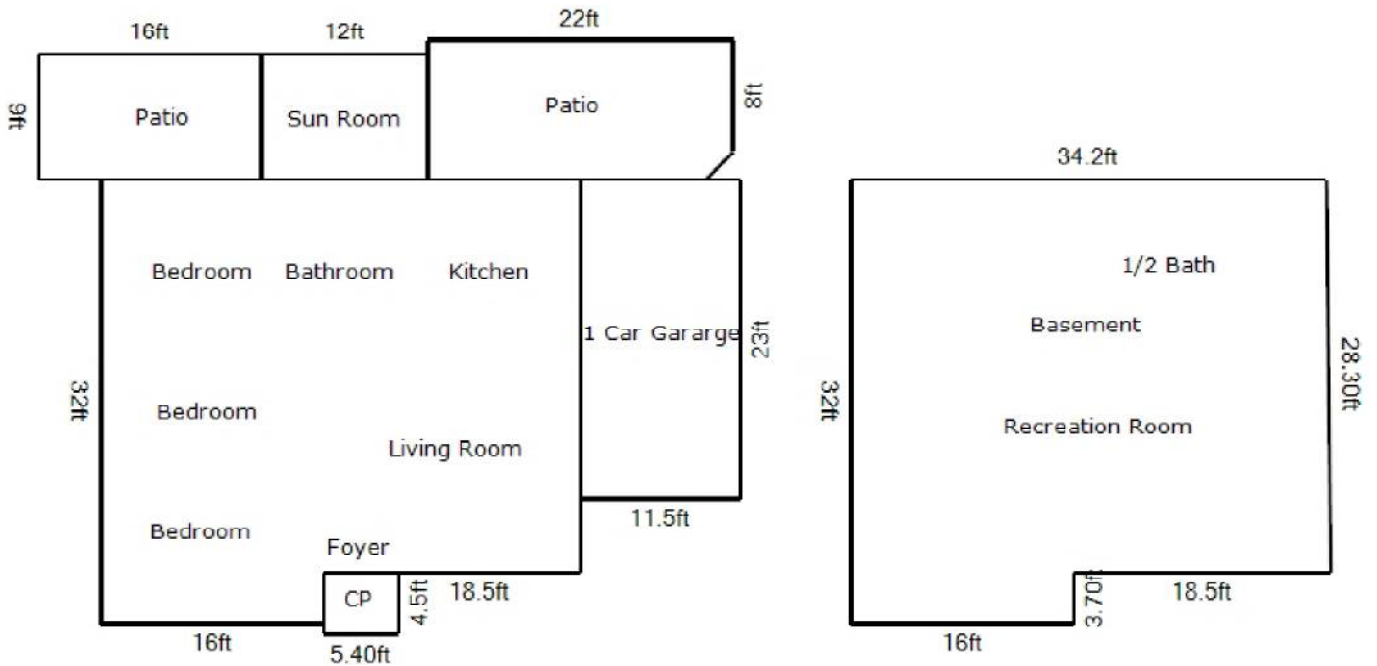 16ft
12ft
22ft
9ft
Patio
Sun Room
Patio
8ft
34.2ft
Bedroom
Bathroom
Kitchen
1/2 Bath
1 Car Gararge
23ft
Basement
28.30ft
32ft
Bedroom
Living Room
32ft
Recreation Room
11.5ft
Bedroom
Foyer
CP
4.5ft
18.5ft
3.70ft
18.5ft
16ft
5.40ft
16ft